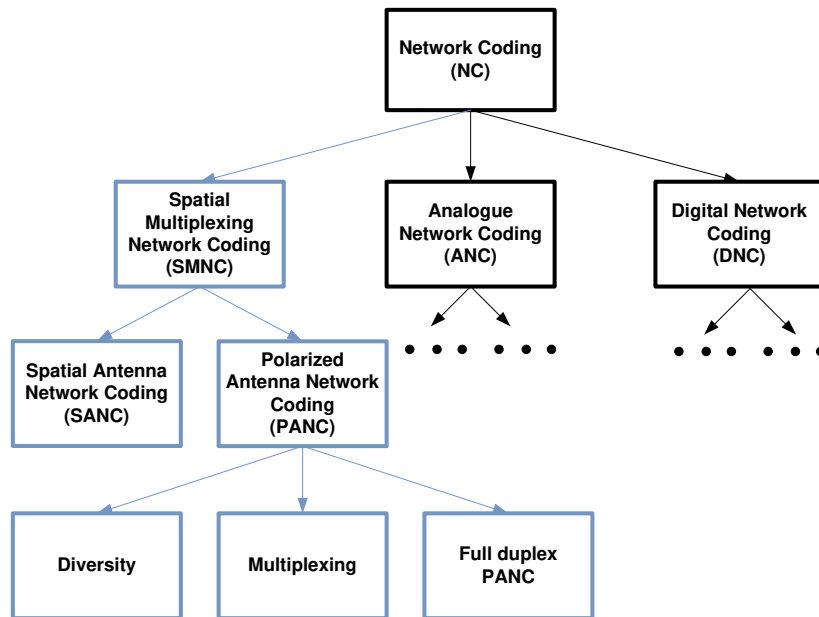 Network Coding
(NC)
Spatial
Multiplexing
Network Coding
(SMNC)
Analogue
Network Coding
(ANC)
Digital Network
Coding
(DNC)
Spatial Antenna
Network Coding
(SANC)
Polarized
Antenna Network
Coding
(PANC)
Diversity
Multiplexing
Full duplex
PANC